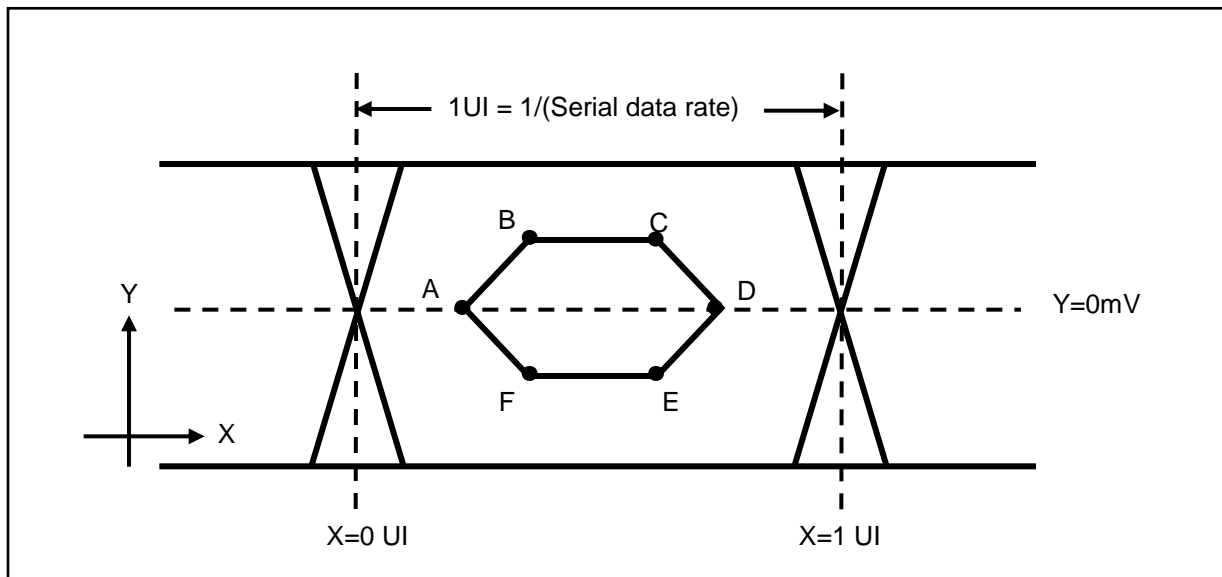 1UI = 1/(Serial data rate)
B
C
A
D
Y
Y=0mV
F
E
X
X=0 UI
X=1 UI